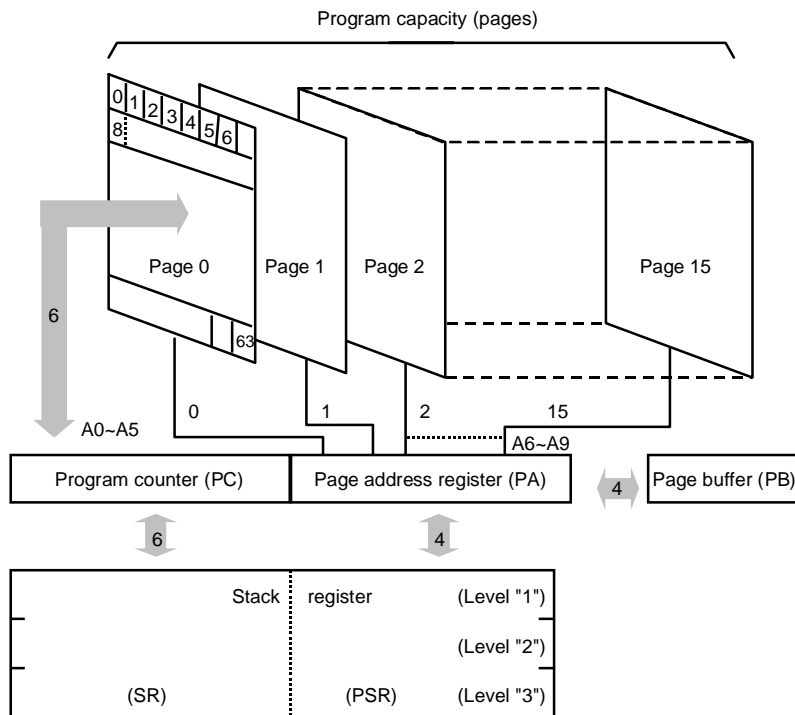 Program capacity (pages)
0 1 2 3 4 5 6
8
Page 0
Page 1
Page 2
Page 15
63
6
0
1
2
15
A0~A5
A6~A9
Program counter (PC)
Page address register (PA)
4
Page buffer (PB)
6
4
Stack register (Level "1")
(Level "2")
(SR) (PSR) (Level "3")